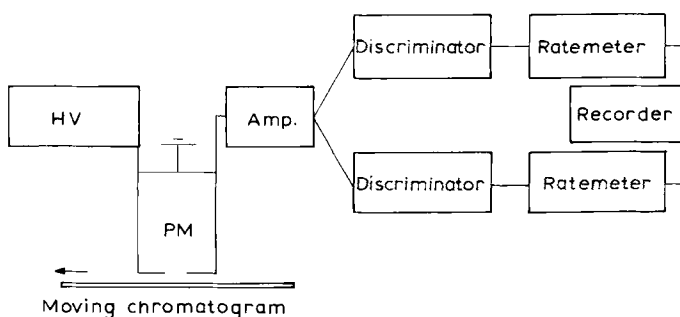 Discriminator
Ratemeter
HV
Amp.
Recorder
PM
Discriminator
Ratemeter
Moving chromatogram